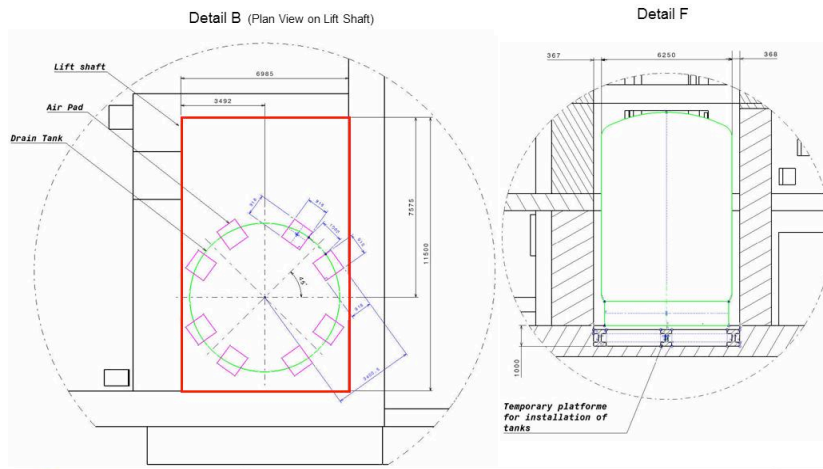 Detail B (Plan View on Lift Shaft)
Detail F
Lift shaft
Air Pad
Drain Tank
6985
3492
7575
11500
45°
367
6250
368
1000
Temporary platforme
for installation of
tanks